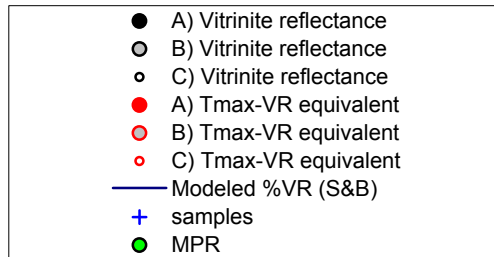 A) Vitrinite reflectance
B) Vitrinite reflectance
C) Vitrinite reflectance
A) Tmax-VR equivalent
B) Tmax-VR equivalent
C) Tmax-VR equivalent
Modeled %VR (S&B)
samples
MPR